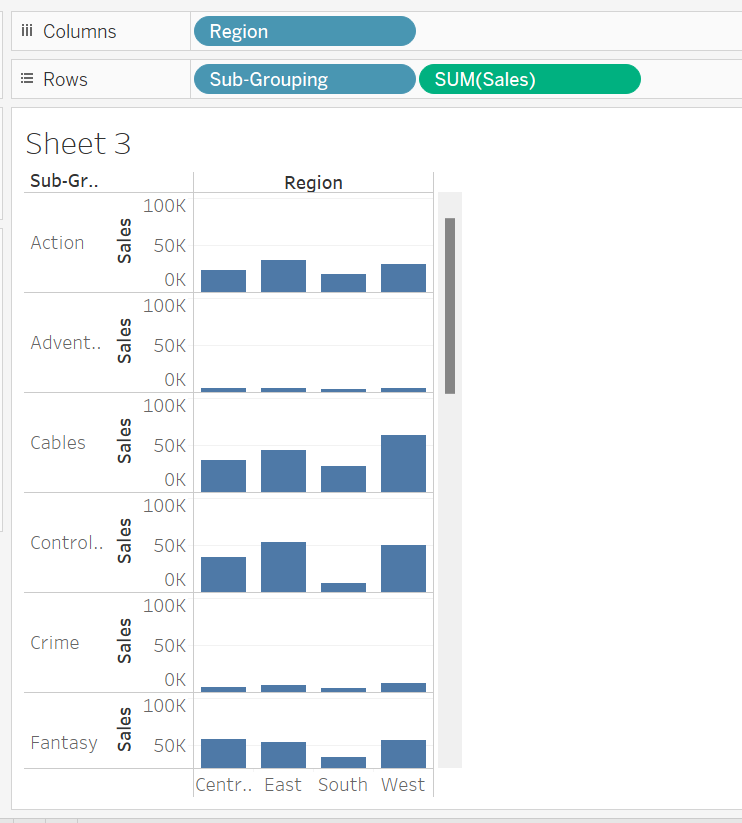 Columns Region
Rows Sub-Grouping SUM(Sales)
Sheet 3
Sub-Gr.. Region
Action Sales 100K 50K 0K
Advent.. Sales 100K 50K 0K
Cables Sales 100K 50K 0K
Control.. Sales 100K 50K 0K
Crime Sales 100K 50K 0K
Fantasy Sales 100K 50K
Centr.. East South West